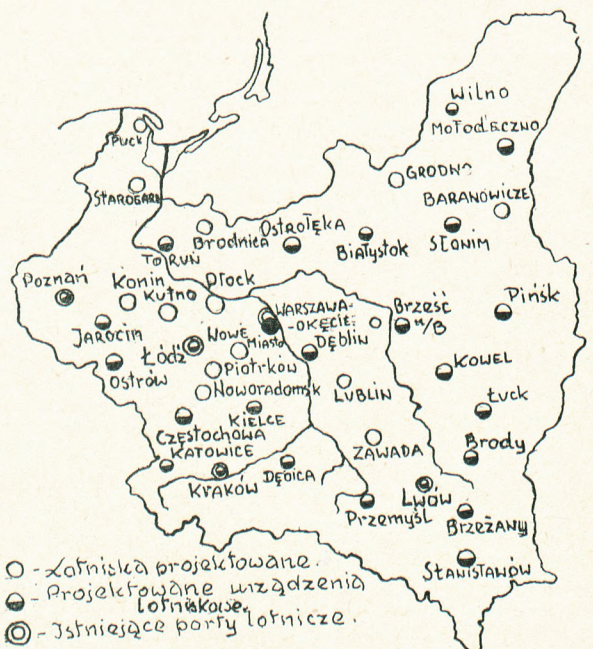 Wilno
MOŁODECZNO
PUCK
GRODNO
STAROGARD
BARANOWICZE
OSTROŁĘKA
Brodnica
SŁONIM
Białystok
TORUŃ
Poznań
Konin
Płock
KUTNO
WARSZAWA-
-OKĘCIE
Brześć
n/B
Pińsk
JAROCIN
NOWE
Miasto
DĘBLIN
ŁÓDŹ
KOWEL
Piotrków
OSTRÓW
Noworadomsk
LUBLIN
ŁUCK
KIELCE
CZĘSTOCHOWA
Brody
KATOWICE
ZAWADA
DĘBICA
KRAKÓW
LWÓW
Przemyśl
BRZEŻANY
STANISŁAWÓW
- Lotniska projektowane.
- Projektowane urządzenia
lotniskowe.
- Istniejące porty lotnicze.